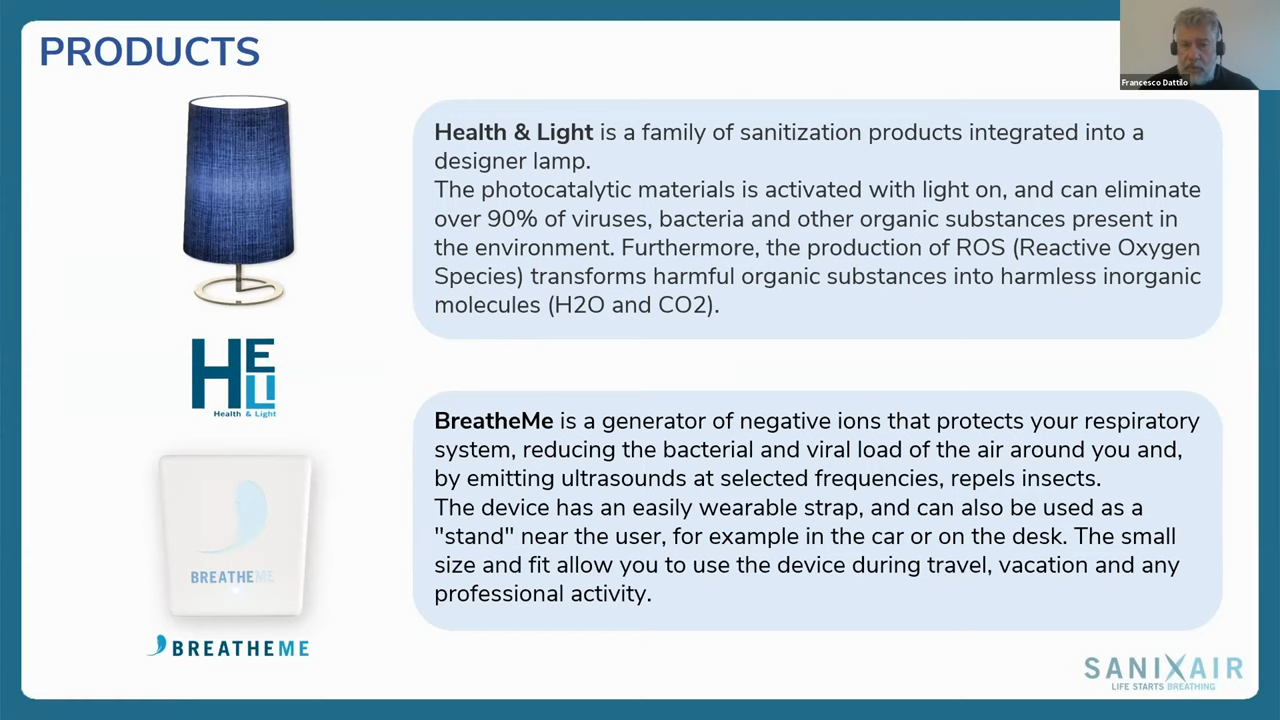 PRODUCTS
Francesco Dattilo
Health & Light is a family of sanitization products integrated into a
designer lamp.
The photocatalytic materials is activated with light on, and can eliminate
over 90% of viruses, bacteria and other organic substances present in
the environment. Furthermore, the production of ROS (Reactive Oxygen
Species) transforms harmful organic substances into harmless inorganic
molecules (H2O and CO2).
HELI
Health & Light
BreatheMe is a generator of negative ions that protects your respiratory
system, reducing the bacterial and viral load of the air around you and,
by emitting ultrasounds at selected frequencies, repels insects.
The device has an easily wearable strap, and can also be used as a
"stand" near the user, for example in the car or on the desk. The small
size and fit allow you to use the device during travel, vacation and any
professional activity.
BREATHEME
BREATHEME
SANIXAIR
LIFE STARTS BREATHING